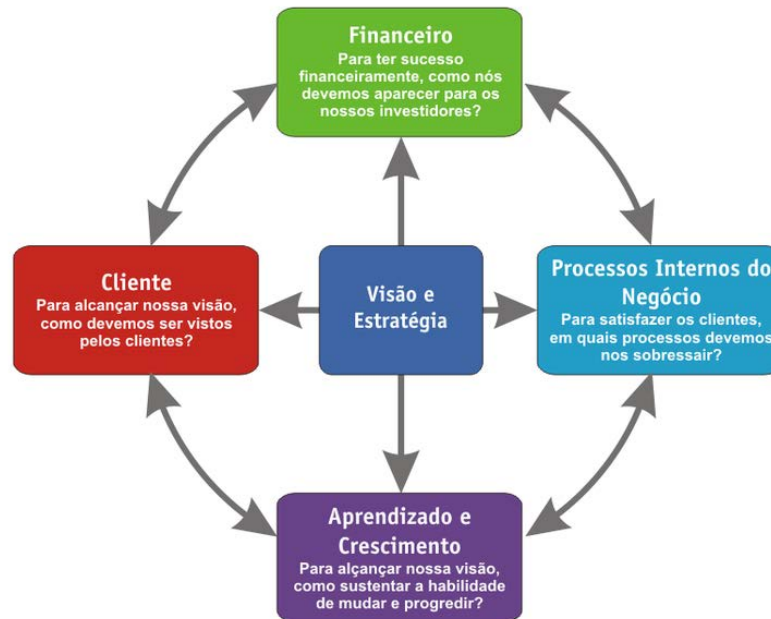 Financeiro
Para ter sucesso
financeiramente, como nós
devemos aparecer para os
nossos investidores?
Cliente
Para alcançar nossa visão,
como devemos ser vistos
pelos clientes?
Visão e
Estratégia
Processos Internos do
Negócio
Para satisfazer os clientes,
em quais processos devemos
nos sobressair?
Aprendizado e
Crescimento
Para alçançar nossa visão,
como sustentar a habilidade
de mudar e progredir?